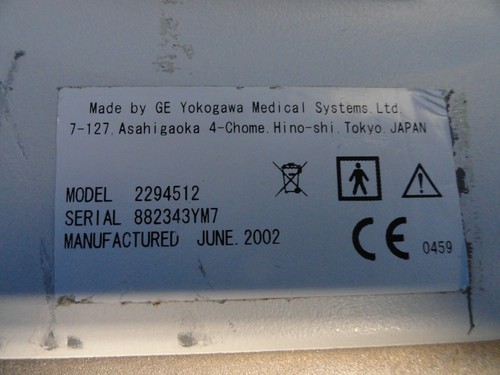 Made by GE Yokogawa Medical Systems.Ltd.
7-127.Asahigaoka 4-Chome.Hino-shi.Tokyo.JAPAN
MODEL 2294512
SERIAL 882343YM7
MANUFACTURED JUNE.2002
CE 0459